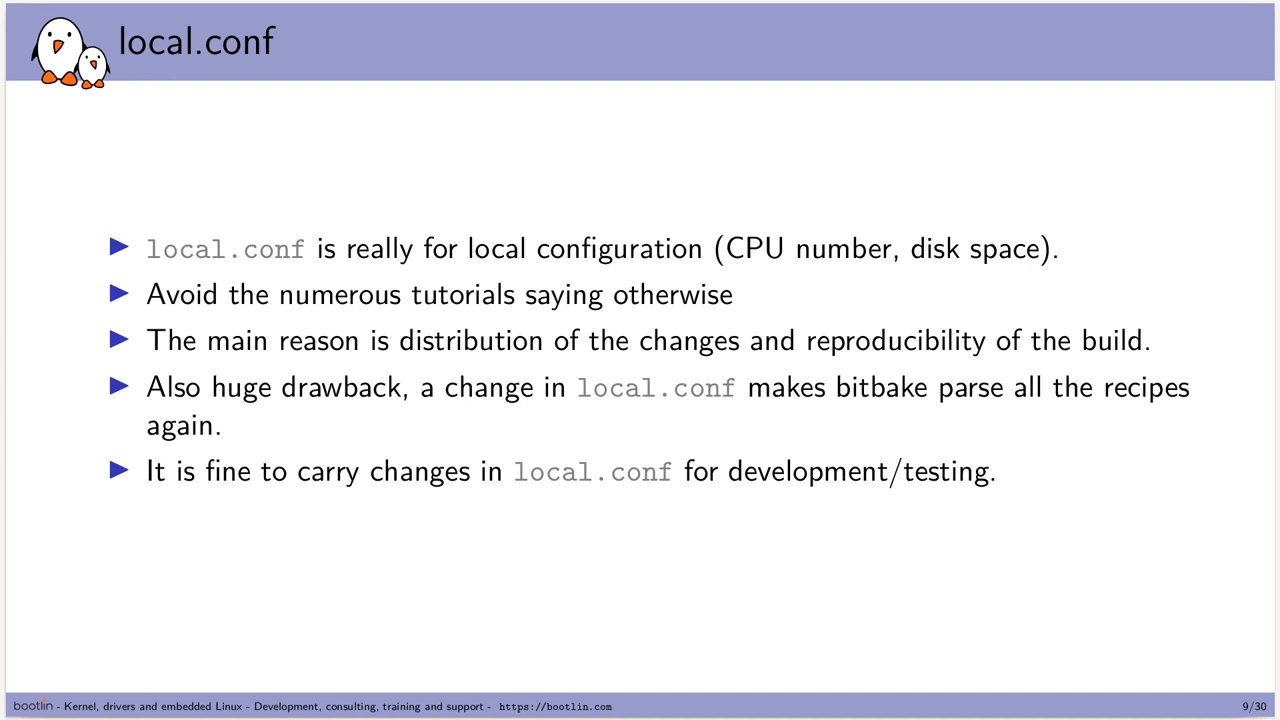 local.conf
local.conf is really for local configuration (CPU number, disk space).
Avoid the numerous tutorials saying otherwise
The main reason is distribution of the changes and reproducibility of the build.
Also huge drawback, a change in local.conf makes bitbake parse all the recipes
again.
It is fine to carry changes in local.conf for development/testing.
bootlin - Kernel, drivers and embedded Linux - Development, consulting, training and support - https://bootlin.com 9/30